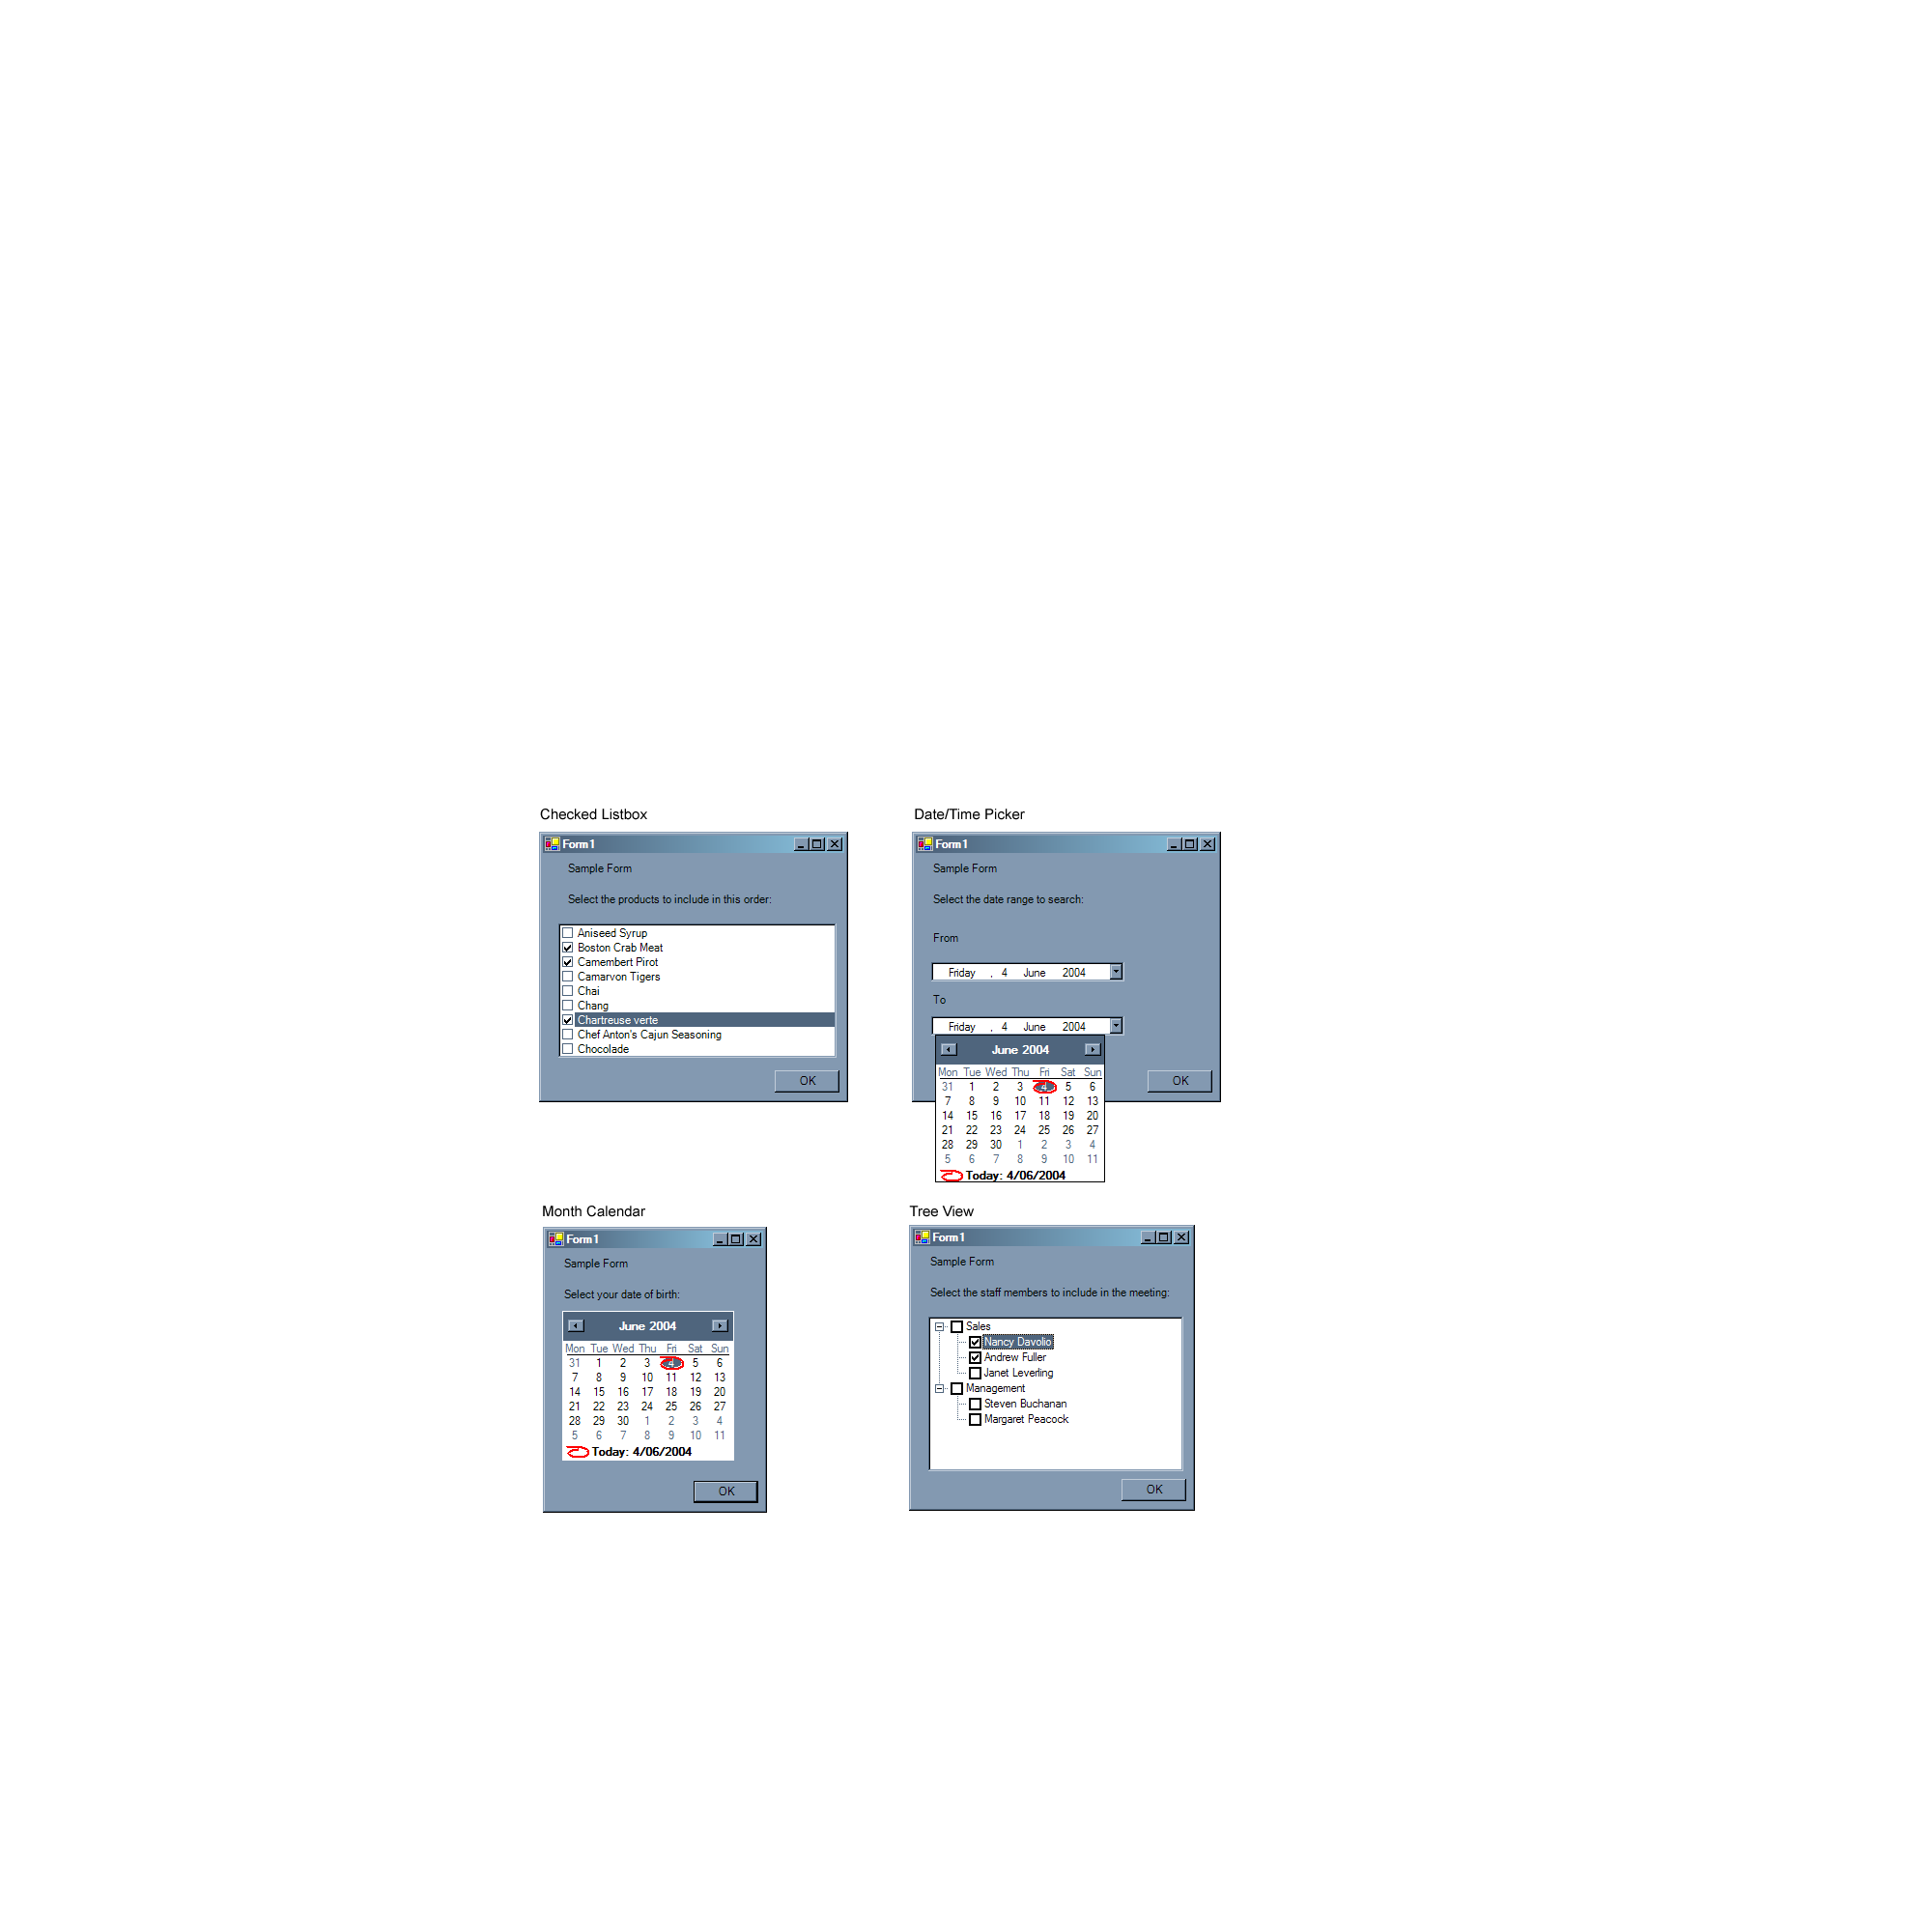 Checked Listbox
Form1
Sample Form
Select the products to include in this order:
Aniseed Syrup
Boston Crab Meat
Camembert Pirot
Camarvon Tigers
Chai
Chang
Chartreuse verte
Chef Anton's Cajun Seasoning
Chocolade
OK
Date/Time Picker
Form1
Sample Form
Select the date range to search:
From
Friday , 4 June 2004
To
Friday , 4 June 2004
June 2004
Mon Tue Wed Thu Fri Sat Sun
31 1 2 3 4 5 6
7 8 9 10 11 12 13
14 15 16 17 18 19 20
21 22 23 24 25 26 27
28 29 30 1 2 3 4
5 6 7 8 9 10 11
Today: 4/06/2004
OK
Month Calendar
Form1
Sample Form
Select your date of birth:
June 2004
Mon Tue Wed Thu Fri Sat Sun
31 1 2 3 4 5 6
7 8 9 10 11 12 13
14 15 16 17 18 19 20
21 22 23 24 25 26 27
28 29 30 1 2 3 4
5 6 7 8 9 10 11
Today: 4/06/2004
OK
Tree View
Form1
Sample Form
Select the staff members to include in the meeting:
Sales
Nancy Davolio
Andrew Fuller
Janet Leverling
Management
Steven Buchanan
Margaret Peacock
OK